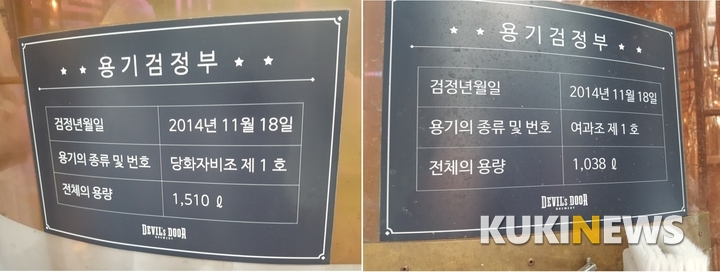 용기검정부
검정년월일 2014년 11월 18일
용기의 종류 및 번호 당화자비조 제 1 호
전체의 용량 1,510 ℓ
DEVIL's DOOR
BREWERY
용기검정부
검정년월일 2014년 11월 18일
용기의 종류 및 번호 여과조 제 1 호
전체의 용량 1,038 ℓ
DEVIL's DOOR
BREWERY
KUKINEWS